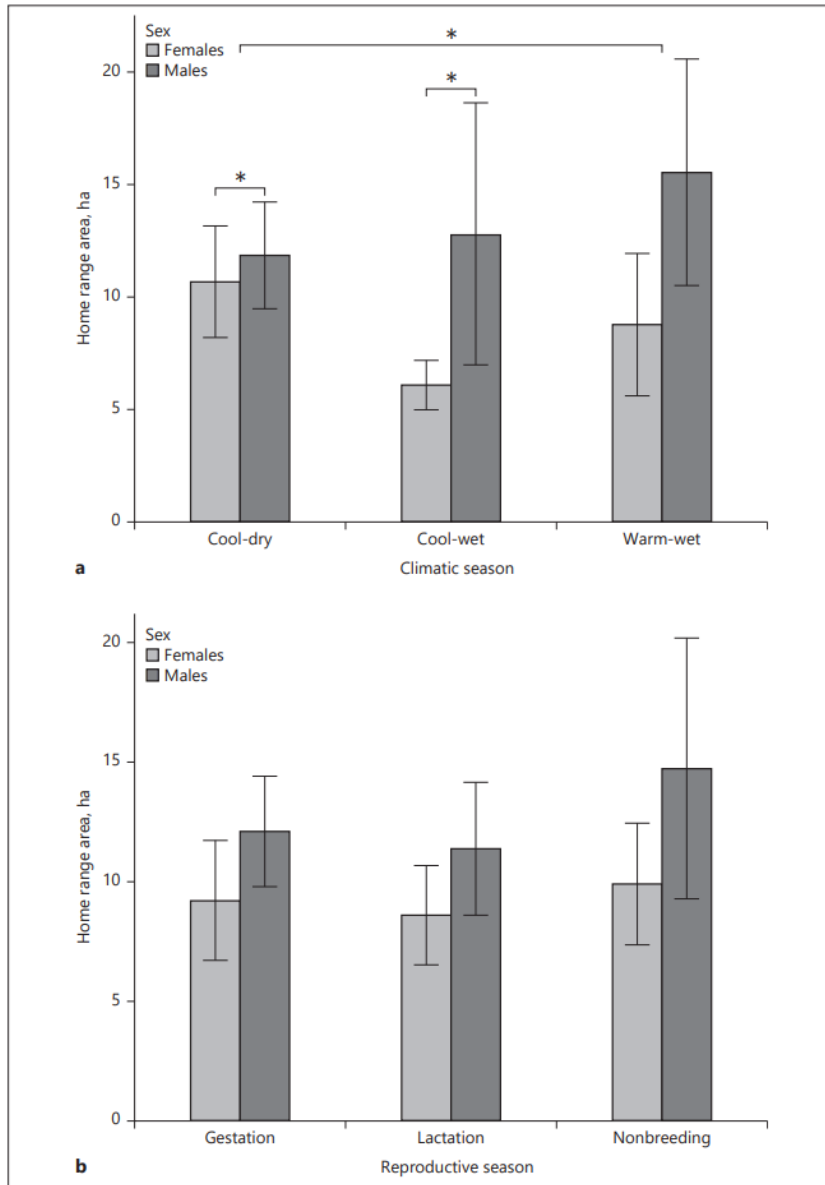 Sex
Females
Males
*
*
*
20
15
10
5
0
Home range area, ha
Cool-dry Cool-wet Warm-wet
a Climatic season
Sex
Females
Males
20
15
10
5
0
Home range area, ha
Gestation Lactation Nonbreeding
b Reproductive season